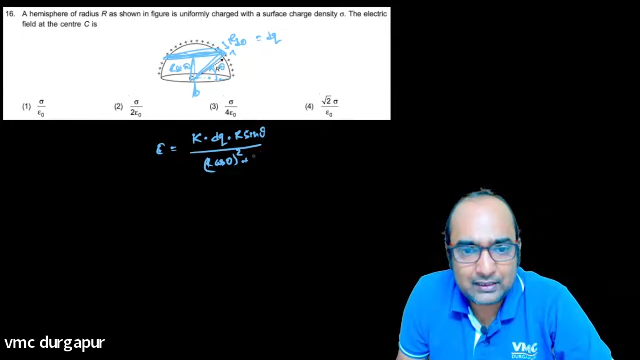 16. A hemisphere of radius R as shown in figure is uniformly charged with a surface charge density σ. The electric
field at the centre C is
Rdθ = dq
(1) σ/ε₀ (2) σ/2ε₀ (3) σ/4ε₀ (4) √2 σ/ε₀
= K · dq · R sinθ
(R cosθ)² +
VMC
DURGAPUR
vmc durgapur